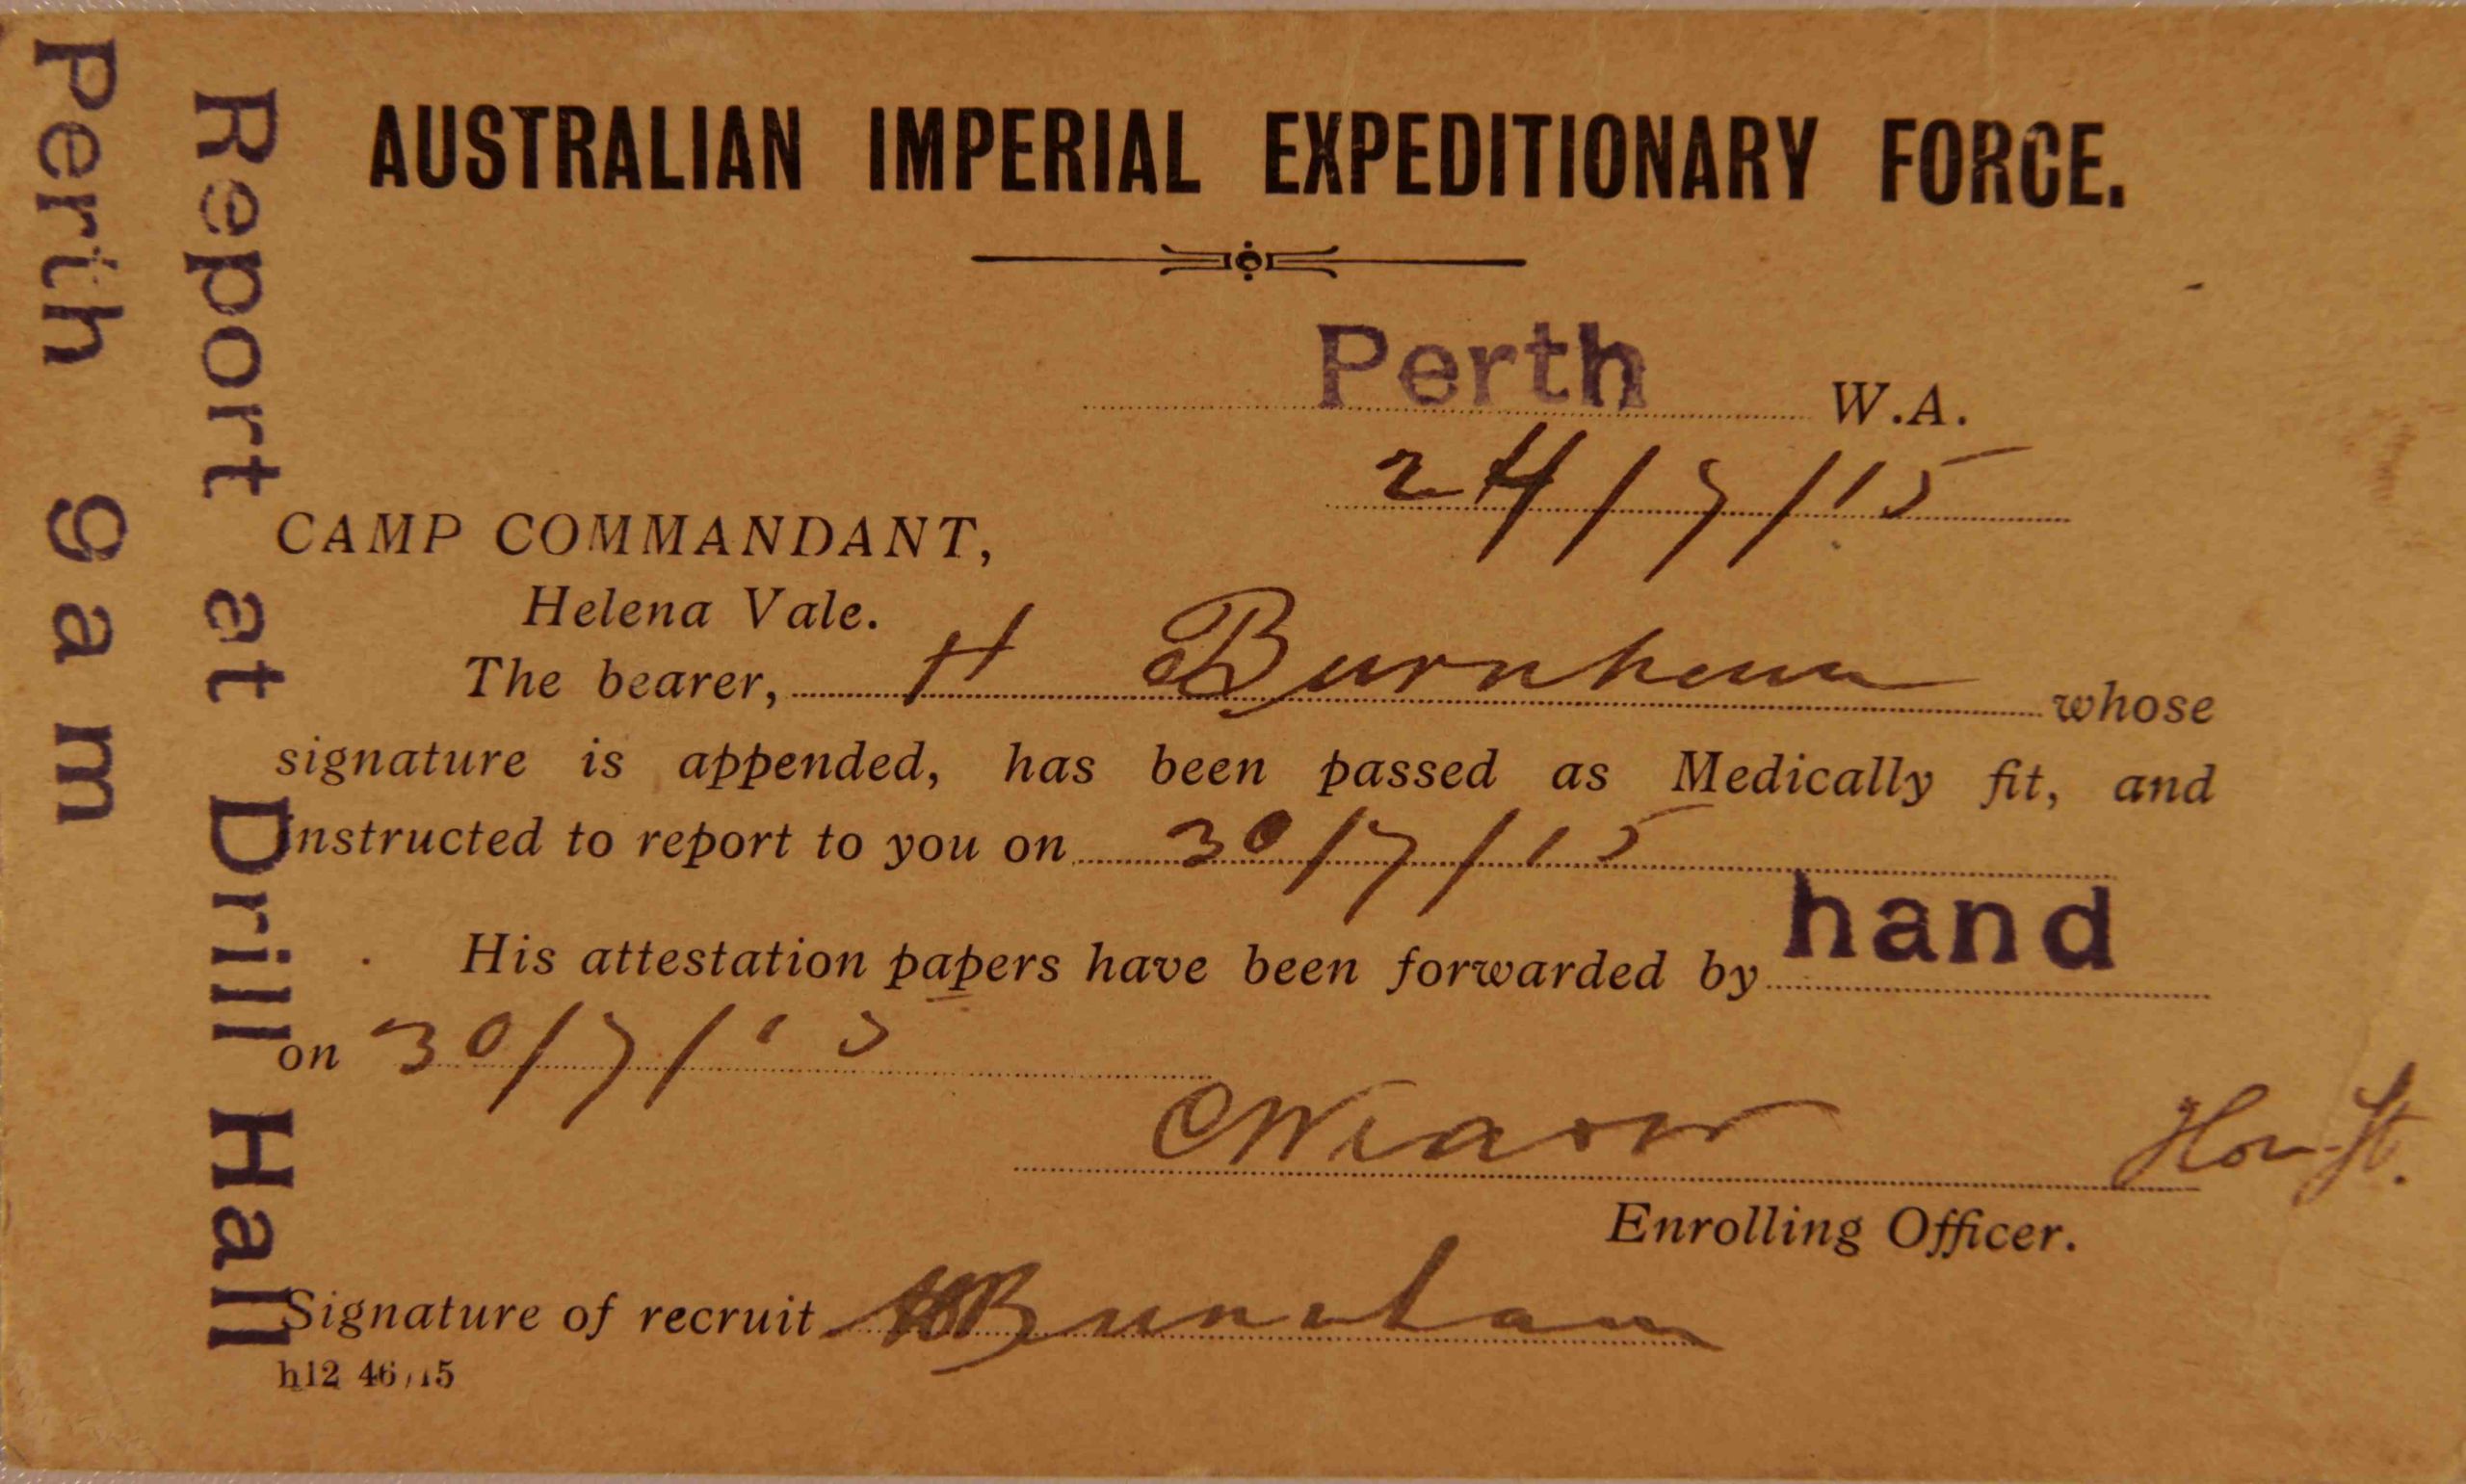 Report at Drill Hall
Perth 9 am
AUSTRALIAN IMPERIAL EXPEDITIONARY FORCE.
Perth W.A.
24/7/15
CAMP COMMANDANT,
Helena Vale.
The bearer, H Burnham whose
signature is appended, has been passed as Medically fit, and
instructed to report to you on 30/7/15
His attestation papers have been forwarded by hand
on 30/7/15
Enrolling Officer.
Signature of recruit H Burnham
h12 46/15